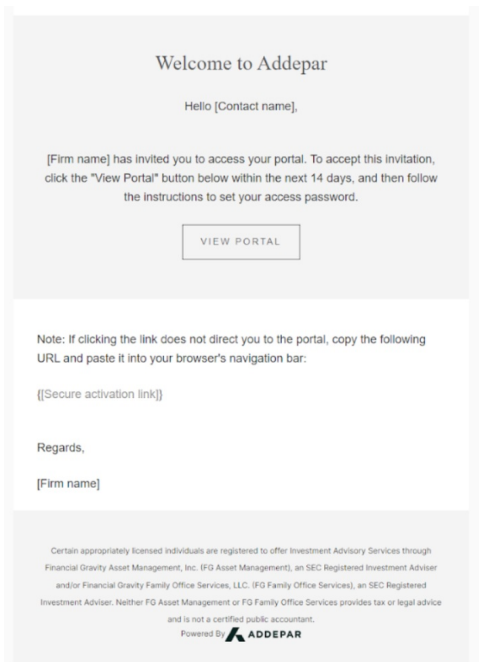 Welcome to Addepar
Hello [Contact name],
[Firm name] has invited you to access your portal. To accept this invitation,
click the "View Portal" button below within the next 14 days, and then follow
the instructions to set your access password.
VIEW PORTAL
Note: If clicking the link does not direct you to the portal, copy the following
URL and paste it into your browser's navigation bar:
{[Secure activation link]}
Regards,
[Firm name]
Certain appropriately licensed individuals are registered to offer Investment Advisory Services through
Financial Gravity Asset Management, Inc. (FG Asset Management), an SEC Registered Investment Adviser
and/or Financial Gravity Family Office Services, LLC. (FG Family Office Services), an SEC Registered
Investment Adviser. Neither FG Asset Management or FG Family Office Services provides tax or legal advice
and is not a certified public accountant.
Powered By ADDEPAR